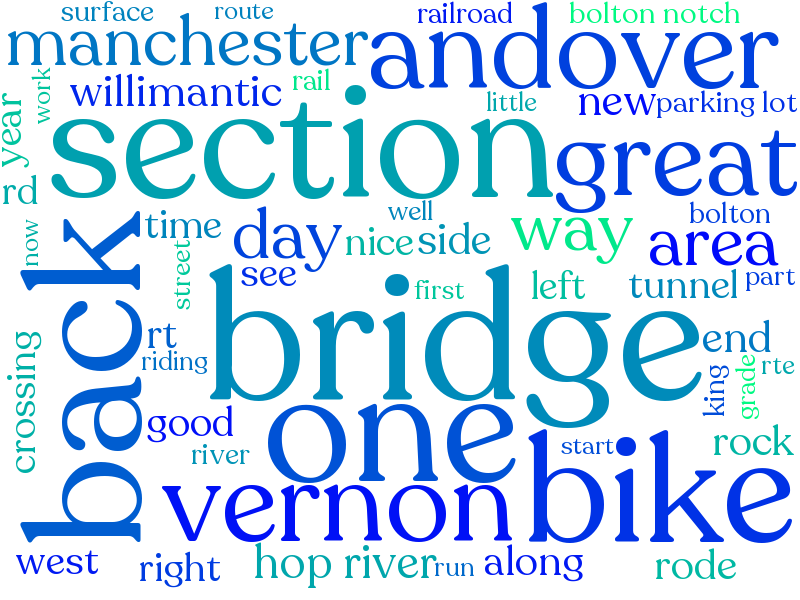 surface
route
railroad
bolton notch
manchester
andover
work
willimantic
rail
little
new
parking lot
year
section
great
rd
now
time
well
bolton
day
nice
side
way
area
street
see
back
first
left
tunnel
part
bridge
rt
riding
end
rte
crossing
king
grade
good
one
river
start
rock
bike
vernon
west
right
hop river
run
along
rode